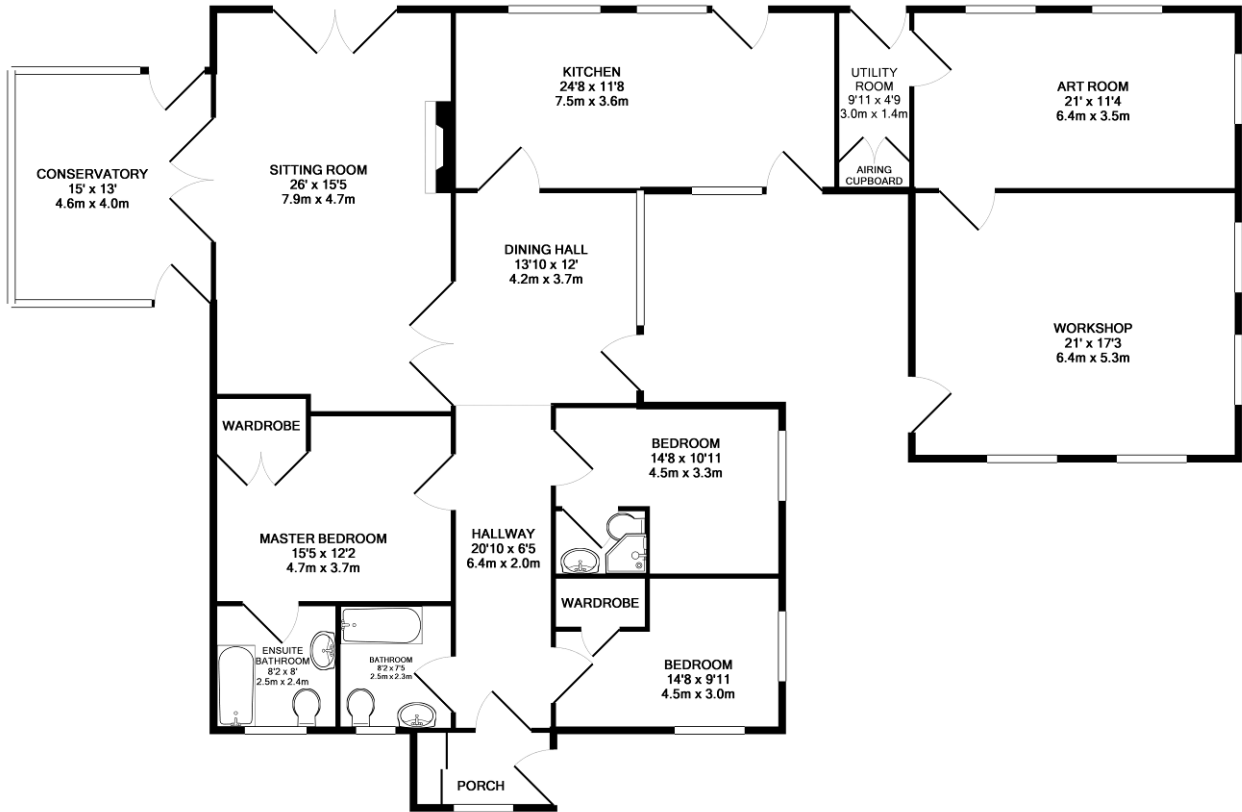 KITCHEN
24'8 x 11'8
7.5m x 3.6m
UTILITY
ROOM
9'11 x 4'9
3.0m x 1.4m
AIRING
CUPBOARD
ART ROOM
21' x 11'4
6.4m x 3.5m
CONSERVATORY
15' x 13'
4.6m x 4.0m
SITTING ROOM
26' x 15'5
7.9m x 4.7m
DINING HALL
13'10 x 12'
4.2m x 3.7m
WORKSHOP
21' x 17'3
6.4m x 5.3m
WARDROBE
BEDROOM
14'8 x 10'11
4.5m x 3.3m
MASTER BEDROOM
15'5 x 12'2
4.7m x 3.7m
HALLWAY
20'10 x 6'5
6.4m x 2.0m
WARDROBE
ENSUITE
BATHROOM
8'2 x 8'
2.5m x 2.4m
BATHROOM
8'2 x 7'5
2.5m x 2.3m
BEDROOM
14'8 x 9'11
4.5m x 3.0m
PORCH